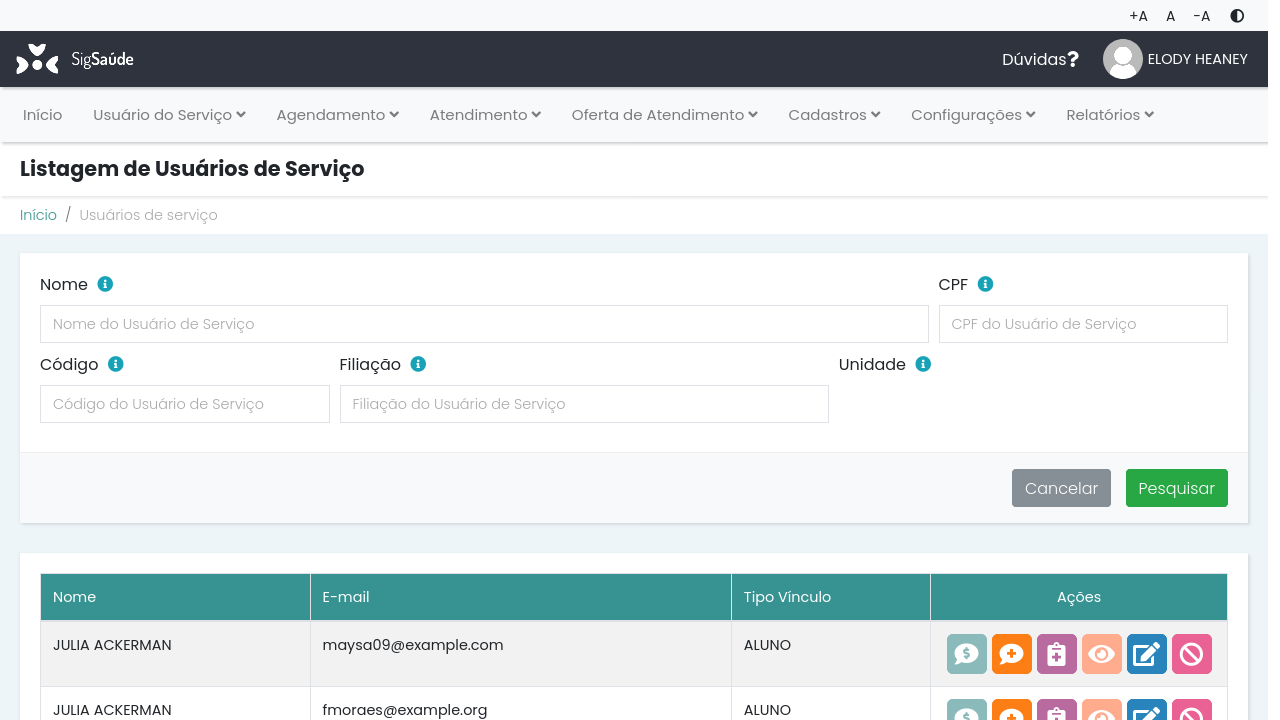 +A A -A
SigSaúde
Dúvidas?
ELODY HEANEY
Início
Usuário do Serviço
Agendamento
Atendimento
Oferta de Atendimento
Cadastros
Configurações
Relatórios
Listagem de Usuários de Serviço
Início / Usuários de serviço
Nome
CPF
Nome do Usuário de Serviço
CPF do Usuário de Serviço
Código
Filiação
Unidade
Código do Usuário de Serviço
Filiação do Usuário de Serviço
Cancelar
Pesquisar
Nome E-mail Tipo Vínculo Ações
JULIA ACKERMAN maysa09@example.com ALUNO
JULIA ACKERMAN fmoraes@example.org ALUNO